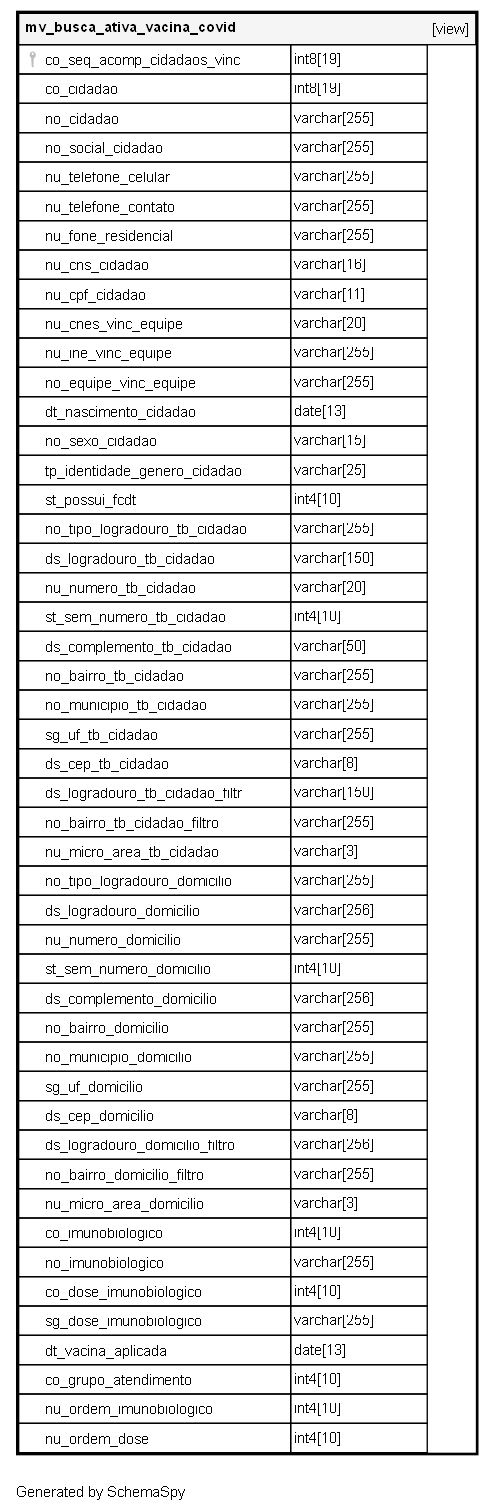 mv_busca_ativa_vacina_covid [view]
co_seq_acomp_cidadaos_vinc int8[19]
co_cidadao int8[19]
no_cidadao varchar[255]
no_social_cidadao varchar[255]
nu_telefone_celular varchar[255]
nu_telefone_contato varchar[255]
nu_fone_residencial varchar[255]
nu_cns_cidadao varchar[16]
nu_cpf_cidadao varchar[11]
nu_cnes_vinc_equipe varchar[20]
nu_ine_vinc_equipe varchar[255]
no_equipe_vinc_equipe varchar[255]
dt_nascimento_cidadao date[13]
no_sexo_cidadao varchar[15]
tp_identidade_genero_cidadao varchar[25]
st_possui_fcdt int4[10]
no_tipo_logradouro_tb_cidadao varchar[255]
ds_logradouro_tb_cidadao varchar[150]
nu_numero_tb_cidadao varchar[20]
st_sem_numero_tb_cidadao int4[10]
ds_complemento_tb_cidadao varchar[50]
no_bairro_tb_cidadao varchar[255]
no_municipio_tb_cidadao varchar[255]
sg_uf_tb_cidadao varchar[255]
ds_cep_tb_cidadao varchar[8]
ds_logradouro_tb_cidadao_filtr varchar[150]
no_bairro_tb_cidadao_filtro varchar[255]
nu_micro_area_tb_cidadao varchar[3]
no_tipo_logradouro_domicilio varchar[255]
ds_logradouro_domicilio varchar[256]
nu_numero_domicilio varchar[255]
st_sem_numero_domicilio int4[10]
ds_complemento_domicilio varchar[256]
no_bairro_domicilio varchar[255]
no_municipio_domicilio varchar[255]
sg_uf_domicilio varchar[255]
ds_cep_domicilio varchar[8]
ds_logradouro_domicilio_filtro varchar[256]
no_bairro_domicilio_filtro varchar[255]
nu_micro_area_domicilio varchar[3]
co_imunobiologico int4[10]
no_imunobiologico varchar[255]
co_dose_imunobiologico int4[10]
sg_dose_imunobiologico varchar[255]
dt_vacina_aplicada date[13]
co_grupo_atendimento int4[10]
nu_ordem_imunobiologico int4[10]
nu_ordem_dose int4[10]
Generated by SchemaSpy